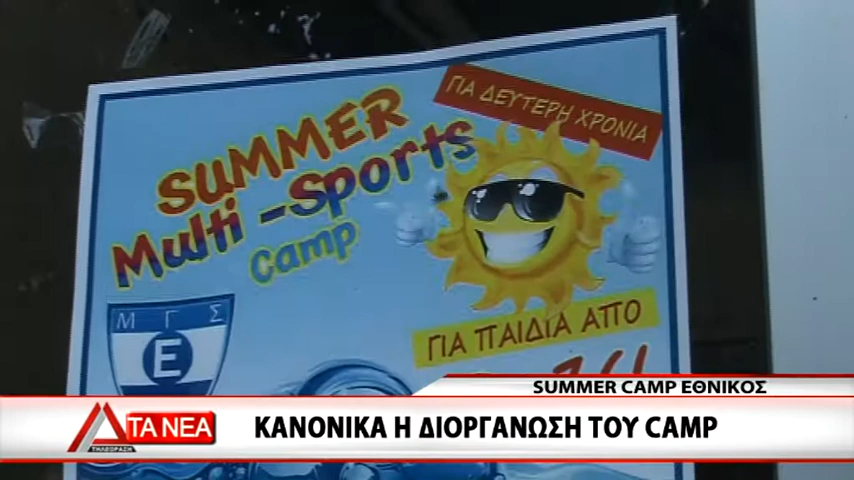 ΓΙΑ ΔΕΥΤΕΡΗ ΧΡΟΝΙΑ
SUMMER
Multi-Sports
Camp
Μ Γ Σ
Ε
ΓΙΑ ΠΑΙΔΙΑ ΑΠΟ
SUMMER CAMP ΕΘΝΙΚΟΣ
ΤΑ ΝΕΑ
ΤΗΛΕΟΡΑΣΗ
ΚΑΝΟΝΙΚΑ Η ΔΙΟΡΓΑΝΩΣΗ ΤΟΥ CAMP